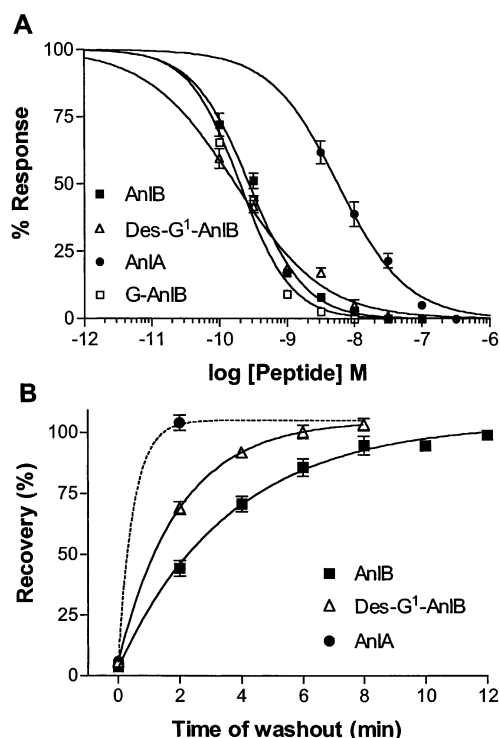 A
100
75
50
25
0
% Response
AnIB
Des-G¹-AnIB
AnIA
G-AnIB
-12 -11 -10 -9 -8 -7 -6
log [Peptide] M
B
100
75
50
25
0
Recovery (%)
AnIB
Des-G¹-AnIB
AnIA
0 2 4 6 8 10 12
Time of washout (min)